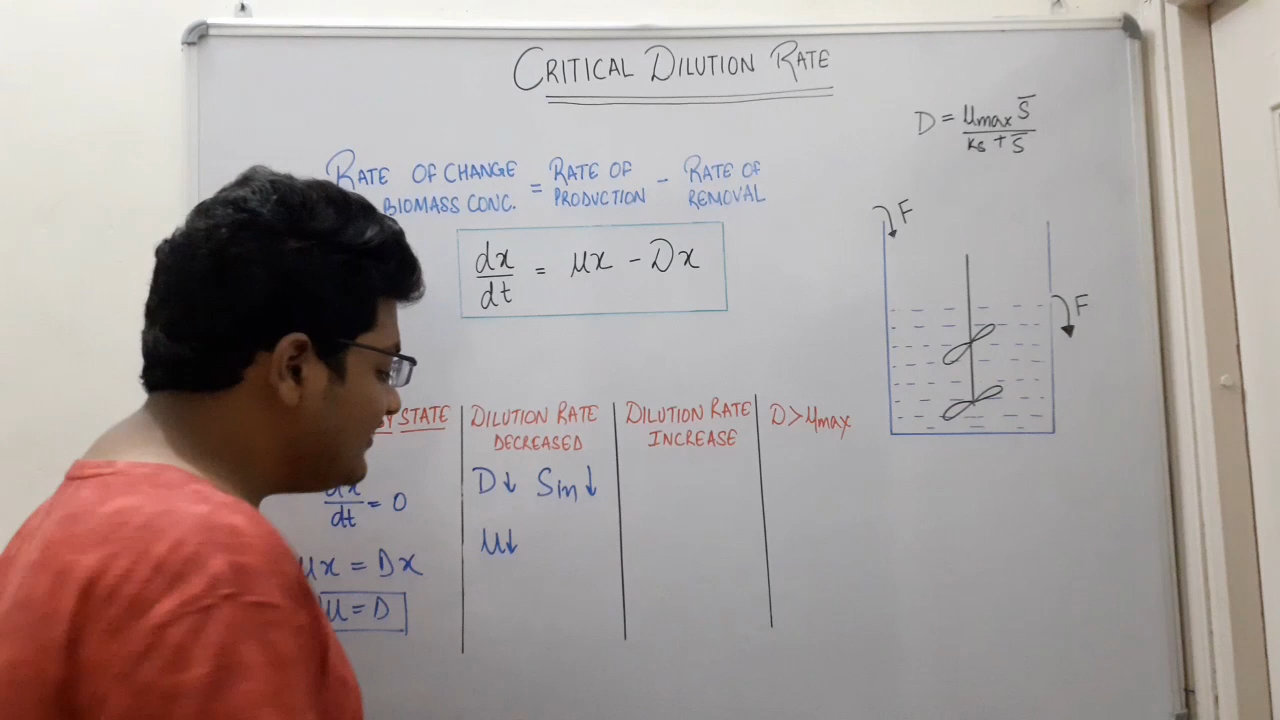 CRITICAL DILUTION RATE
D = μmax S̄ / (Ks + S̄)
RATE OF CHANGE = RATE OF PRODUCTION - RATE OF REMOVAL
BIOMASS CONC.
dx/dt = μx - Dx
F
F
STATE
DILUTION RATE
DECREASED
DILUTION RATE
INCREASE
D > μmax
dx/dt = 0
μx = Dx
μ = D
D↓ Sin↓
μ↓